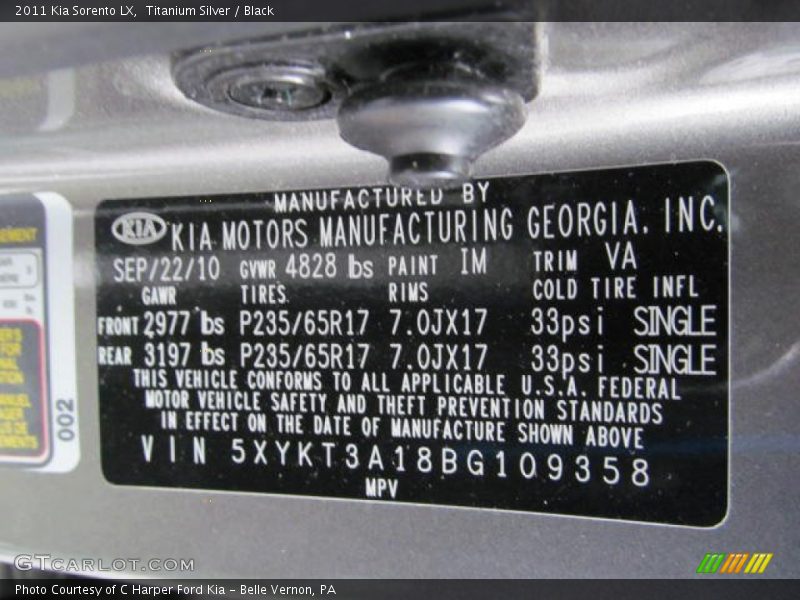 2011 Kia Sorento LX, Titanium Silver / Black
MANUFACTURED BY
KIA KIA MOTORS MANUFACTURING GEORGIA. INC.
SEP/22/10 GVWR 4828 lbs PAINT IM TRIM VA
GAWR TIRES RIMS COLD TIRE INFL
FRONT 2977 lbs P235/65R17 7.0JX17 33psi SINGLE
REAR 3197 lbs P235/65R17 7.0JX17 33psi SINGLE
THIS VEHICLE CONFORMS TO ALL APPLICABLE U.S.A. FEDERAL
MOTOR VEHICLE SAFETY AND THEFT PREVENTION STANDARDS
IN EFFECT ON THE DATE OF MANUFACTURE SHOWN ABOVE
VIN 5XYKT3A18BG109358
MPV
002
GTCARLOT.COM
Photo Courtesy of C Harper Ford Kia - Belle Vernon, PA